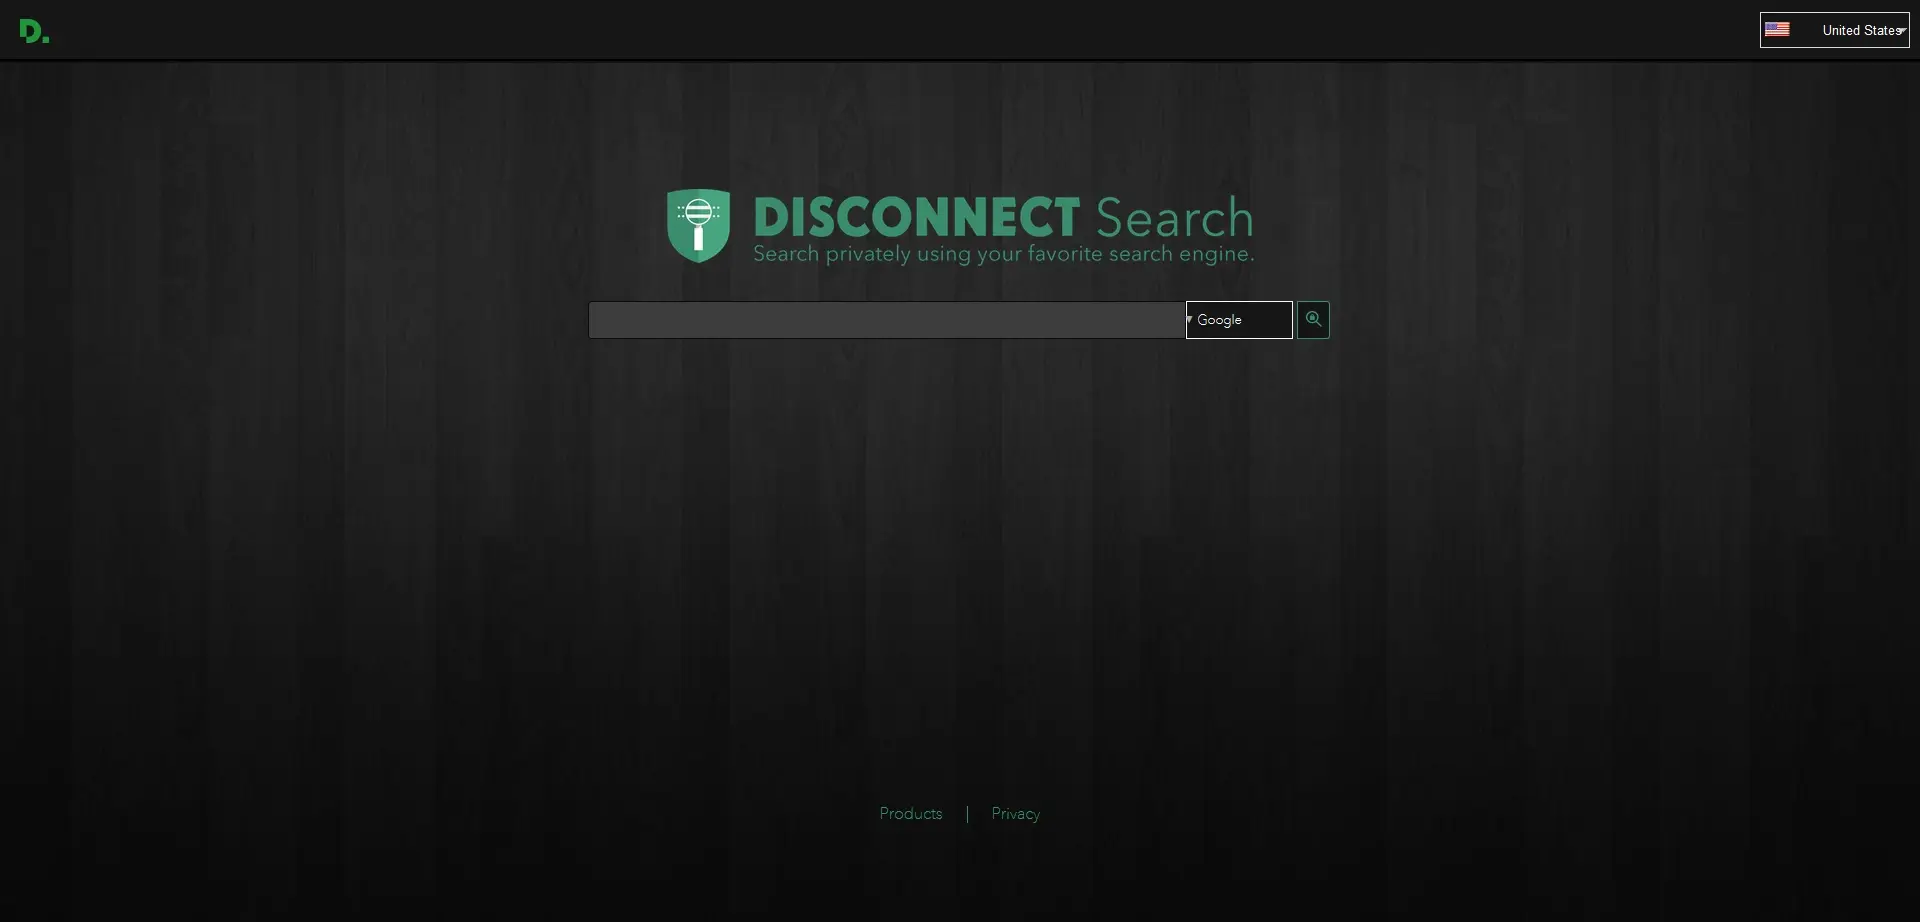 D.
United States
DISCONNECT Search
Search privately using your favorite search engine.
Google
Products | Privacy